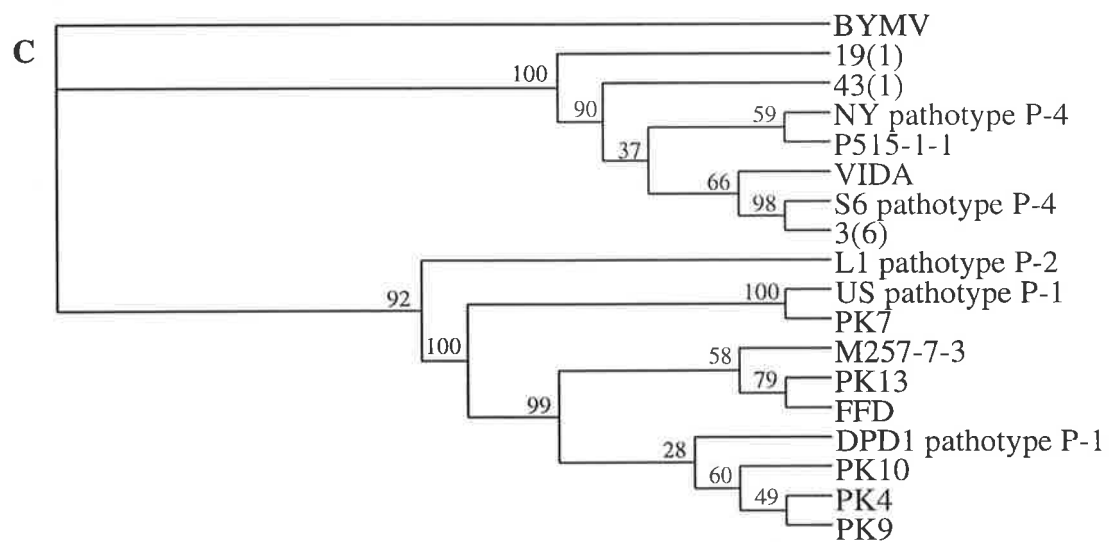 C
BYMV
19(1)
100
43(1)
90
NY pathotype P-4
59
P515-1-1
37
VIDA
66
S6 pathotype P-4
98
3(6)
L1 pathotype P-2
92
US pathotype P-1
100
PK7
100
M257-7-3
58
PK13
79
FFD
99
DPD1 pathotype P-1
28
PK10
60
PK4
49
PK9